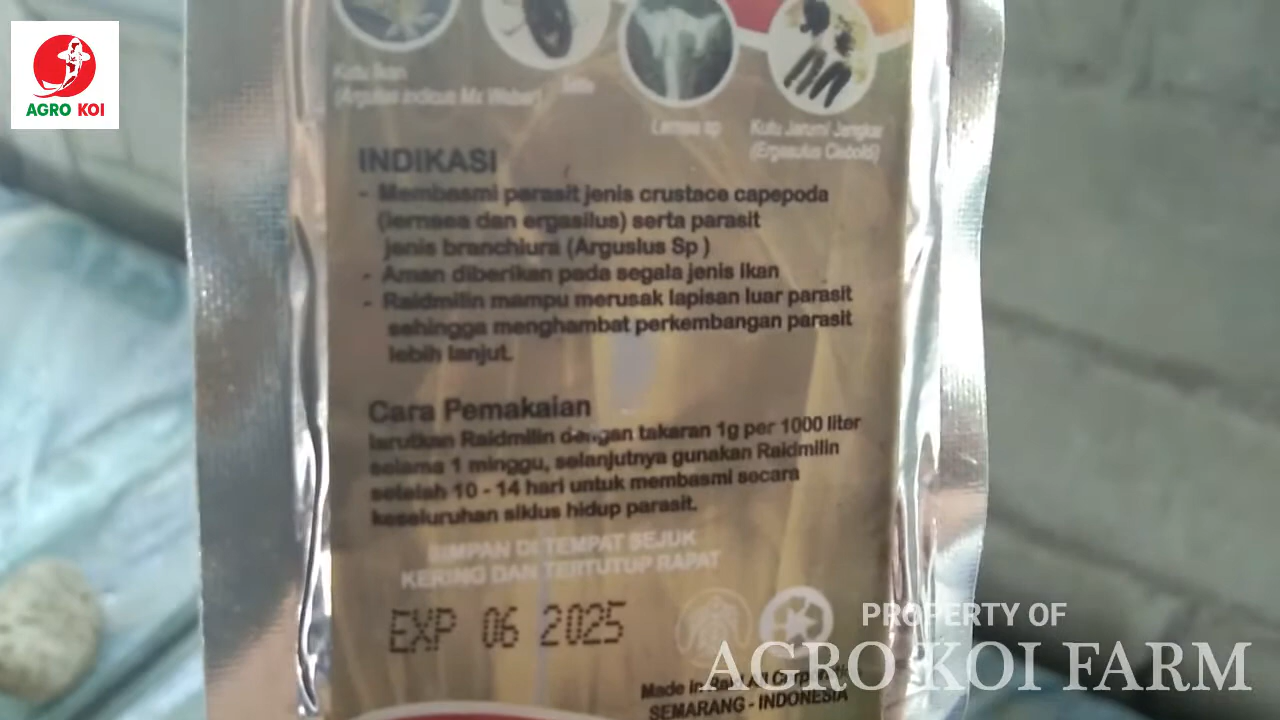 AGRO KOI
Kutu Ikan
(Argulus indicus Mx Weber)
Lernea sp
Kutu Jarum/ Jangkar
(Ergasulus Ciebolti)
INDIKASI
- Membasmi parasit jenis crustace capepoda
(lernaea dan ergasilus) serta parasit
jenis branchiura (Arguslus Sp )
- Aman diberikan pada segala jenis ikan
- Raidmilin mampu merusak lapisan luar parasit
sehingga menghambat perkembangan parasit
lebih lanjut.
Cara Pemakaian
larutkan Raidmilin dengan takaran 1g per 1000 liter
selama 1 minggu, selanjutnya gunakan Raidmilin
setelah 10 - 14 hari untuk membasmi secara
keseluruhan siklus hidup parasit.
SIMPAN DI TEMPAT SEJUK
KERING DAN TERTUTUP RAPAT
EXP 06 2025
Made in
SEMARANG - INDONESIA
PROPERTY OF
AGRO KOI FARM